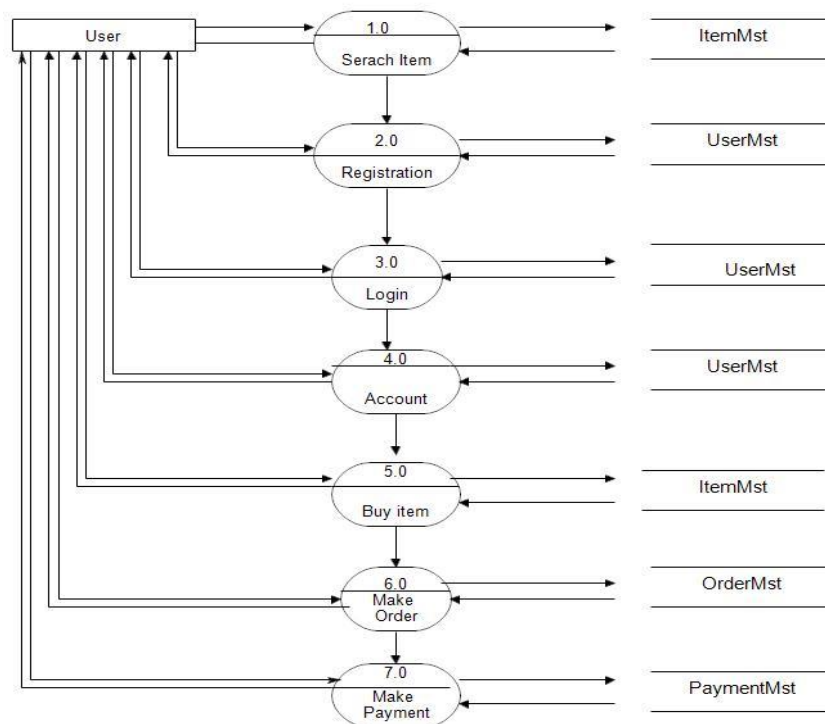 User
1.0
Serach Item
ItemMst
2.0
Registration
UserMst
3.0
Login
UserMst
4.0
Account
UserMst
5.0
Buy item
ItemMst
6.0
Make
Order
OrderMst
7.0
Make
Payment
PaymentMst